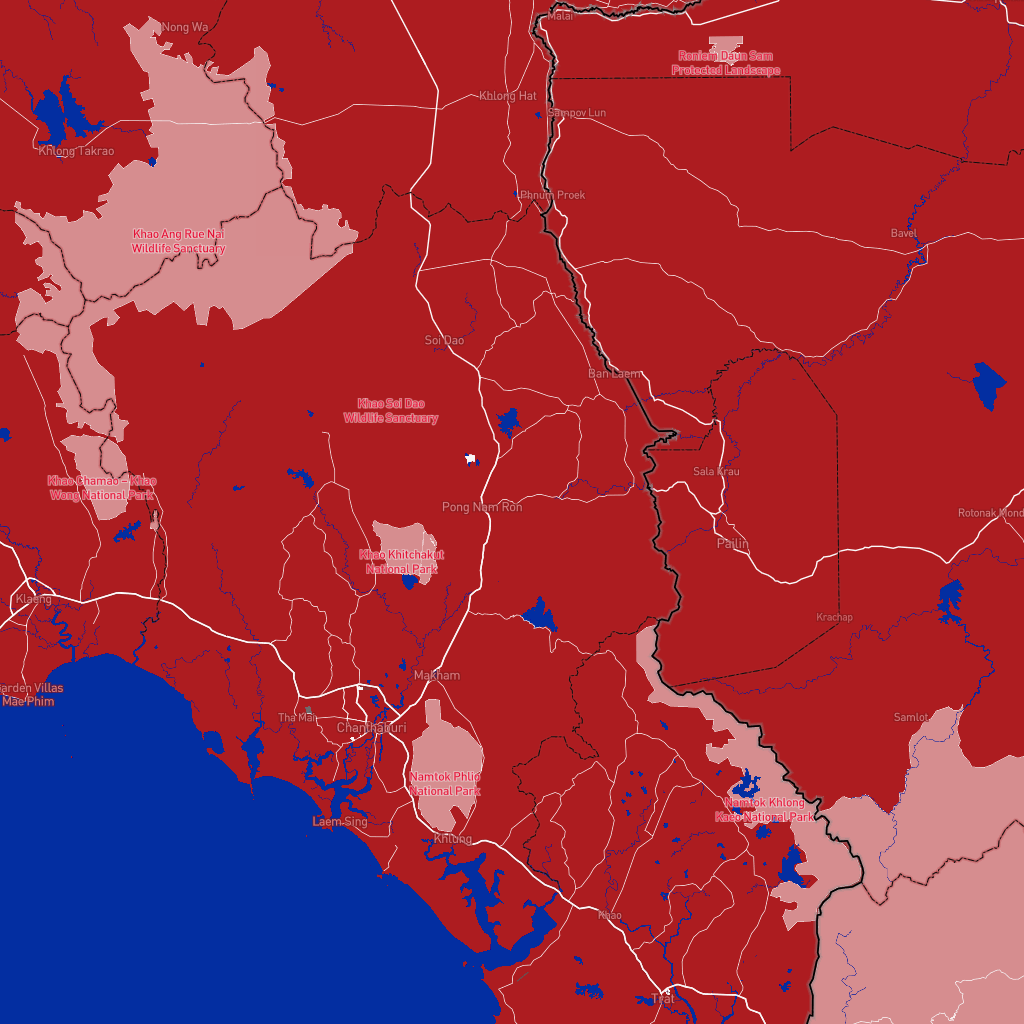 Malai
Nong Wa
Roniem Daun Sam
Protected Landscape
Khlong Hat
Sampov Lun
Khlong Takrao
Phnum Proek
Khao Ang Rue Nai
Wildlife Sanctuary
Bavel
Soi Dao
Ban Laem
Khao Soi Dao
Wildlife Sanctuary
Sala Krau
Khao Chamao - Khao
Wong National Park
Pong Nam Ron
Rotonak Mond
Pailin
Khao Khitchakut
National Park
Klaeng
Krachap
Makham
arden Villas
Mae Phim
Tha Mai
Chanthaburi
Samlot
Namtok Phlio
National Park
Namtok Khlong
Kaeo National Park
Laem Sing
Khlung
Khao
Trat